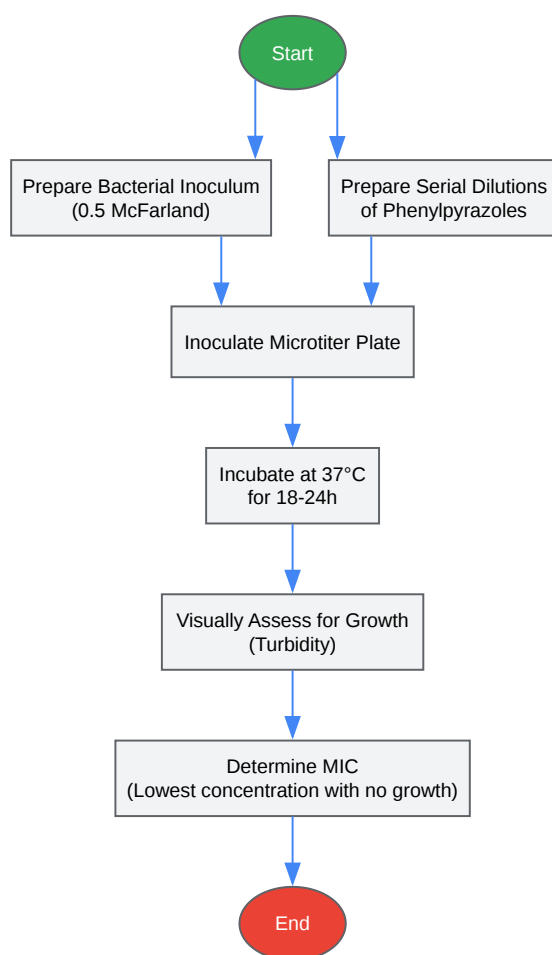 Start
Prepare Bacterial Inoculum
(0.5 McFarland)
Prepare Serial Dilutions
of Phenylpyrazoles
Inoculate Microtiter Plate
Incubate at 37°C
for 18-24h
Visually Assess for Growth
(Turbidity)
Determine MIC
(Lowest concentration with no growth)
End